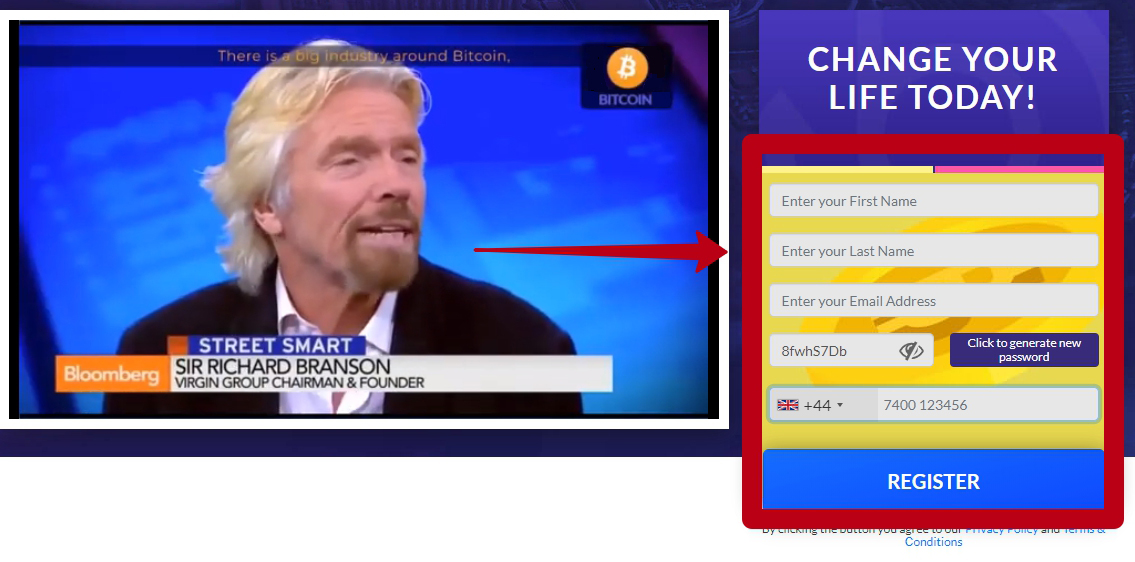 There is a big industry around Bitcoin,
BITCOIN
STREET SMART
Bloomberg
SIR RICHARD BRANSON
VIRGIN GROUP CHAIRMAN & FOUNDER
CHANGE YOUR
LIFE TODAY!
Enter your First Name
Enter your Last Name
Enter your Email Address
8fwhS7Db
Click to generate new
password
+44
7400 123456
REGISTER
By clicking the button you agree to our Privacy Policy and Terms &
Conditions